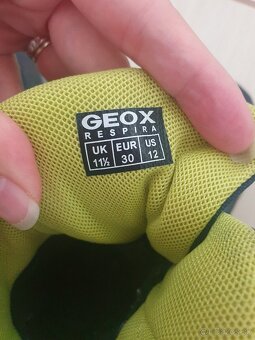 GEOX
RESPIRA
UK EUR US
11½ 30 12